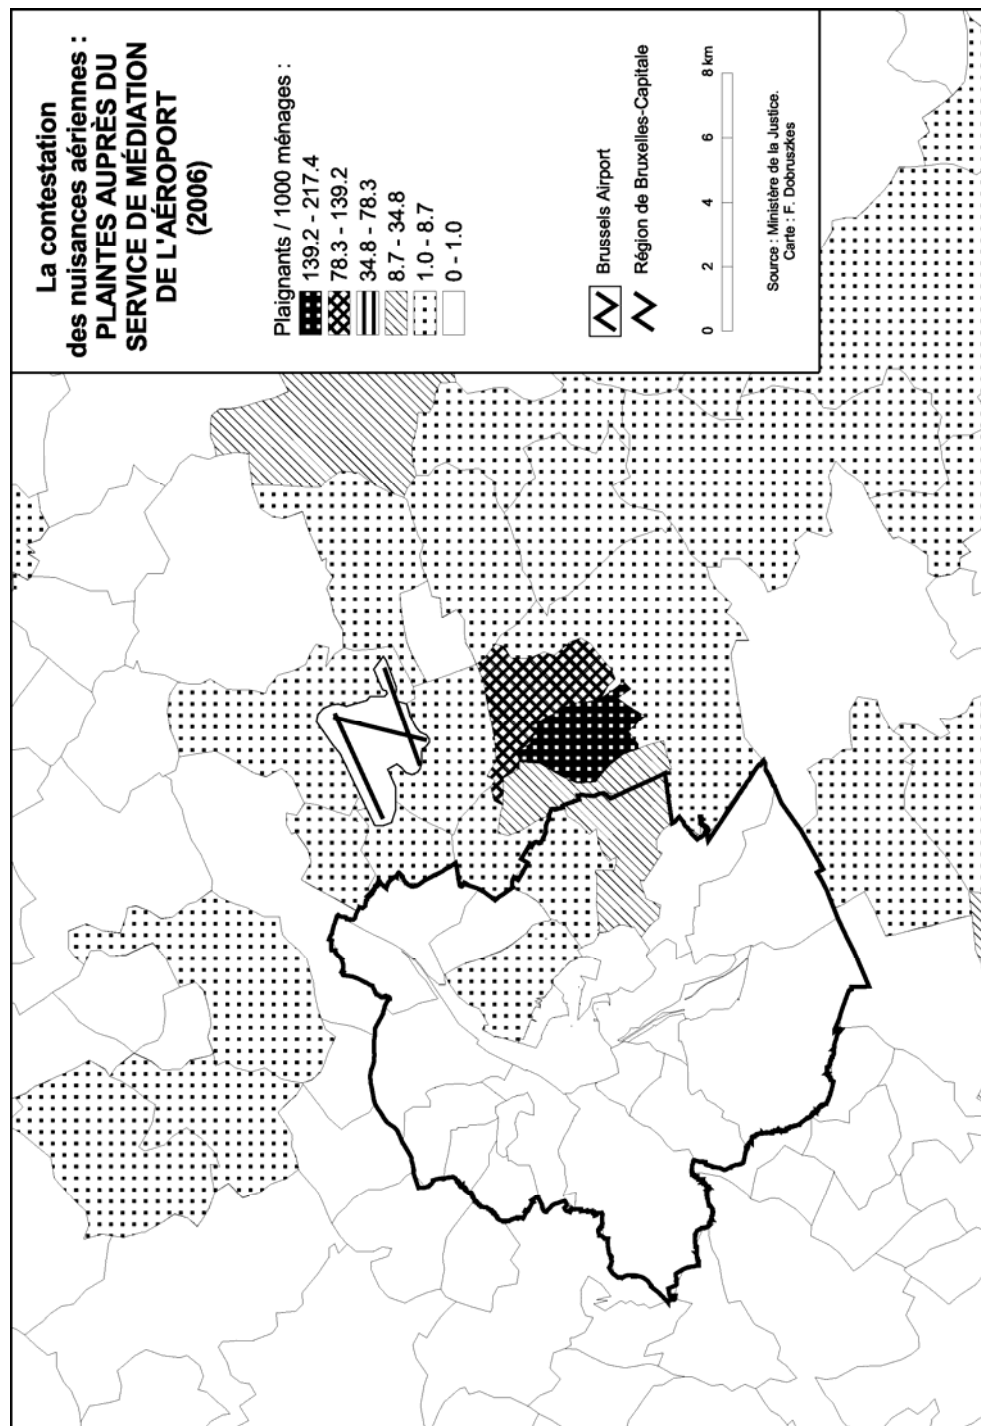 La contestation
des nuisances aériennes :
PLAINTES AUPRÈS DU
SERVICE DE MÉDIATION
DE L'AÉROPORT
(2006)
Plaignants / 1000 ménages :
139.2 - 217.4
78.3 - 139.2
34.8 - 78.3
8.7 - 34.8
1.0 - 8.7
0 - 1.0
Brussels Airport
Région de Bruxelles-Capitale
0 2 4 6 8 km
Source : Ministère de la Justice.
Carte : F. Dobruszkes